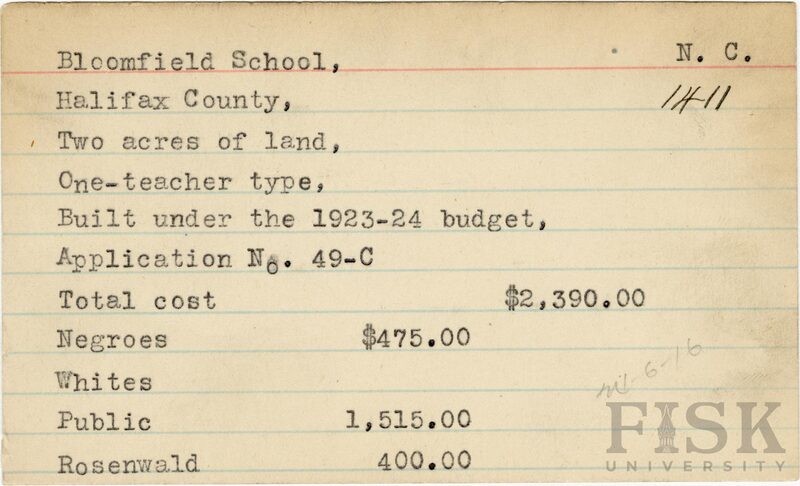 Bloomfield School, N. C.
Halifax County, 1411
Two acres of land,
One-teacher type,
Built under the 1923-24 budget,
Application No. 49-C
Total cost $2,390.00
Negroes $475.00
Whites
Public 1,515.00
Rosenwald 400.00
6-16
FISK
UNIVERSITY